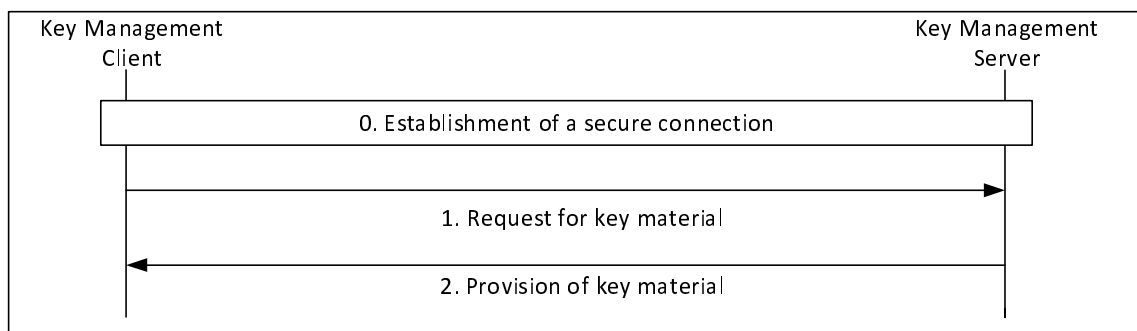 Key Management
Client
Key Management
Server
0. Establishment of a secure connection
1. Request for key material
2. Provision of key material